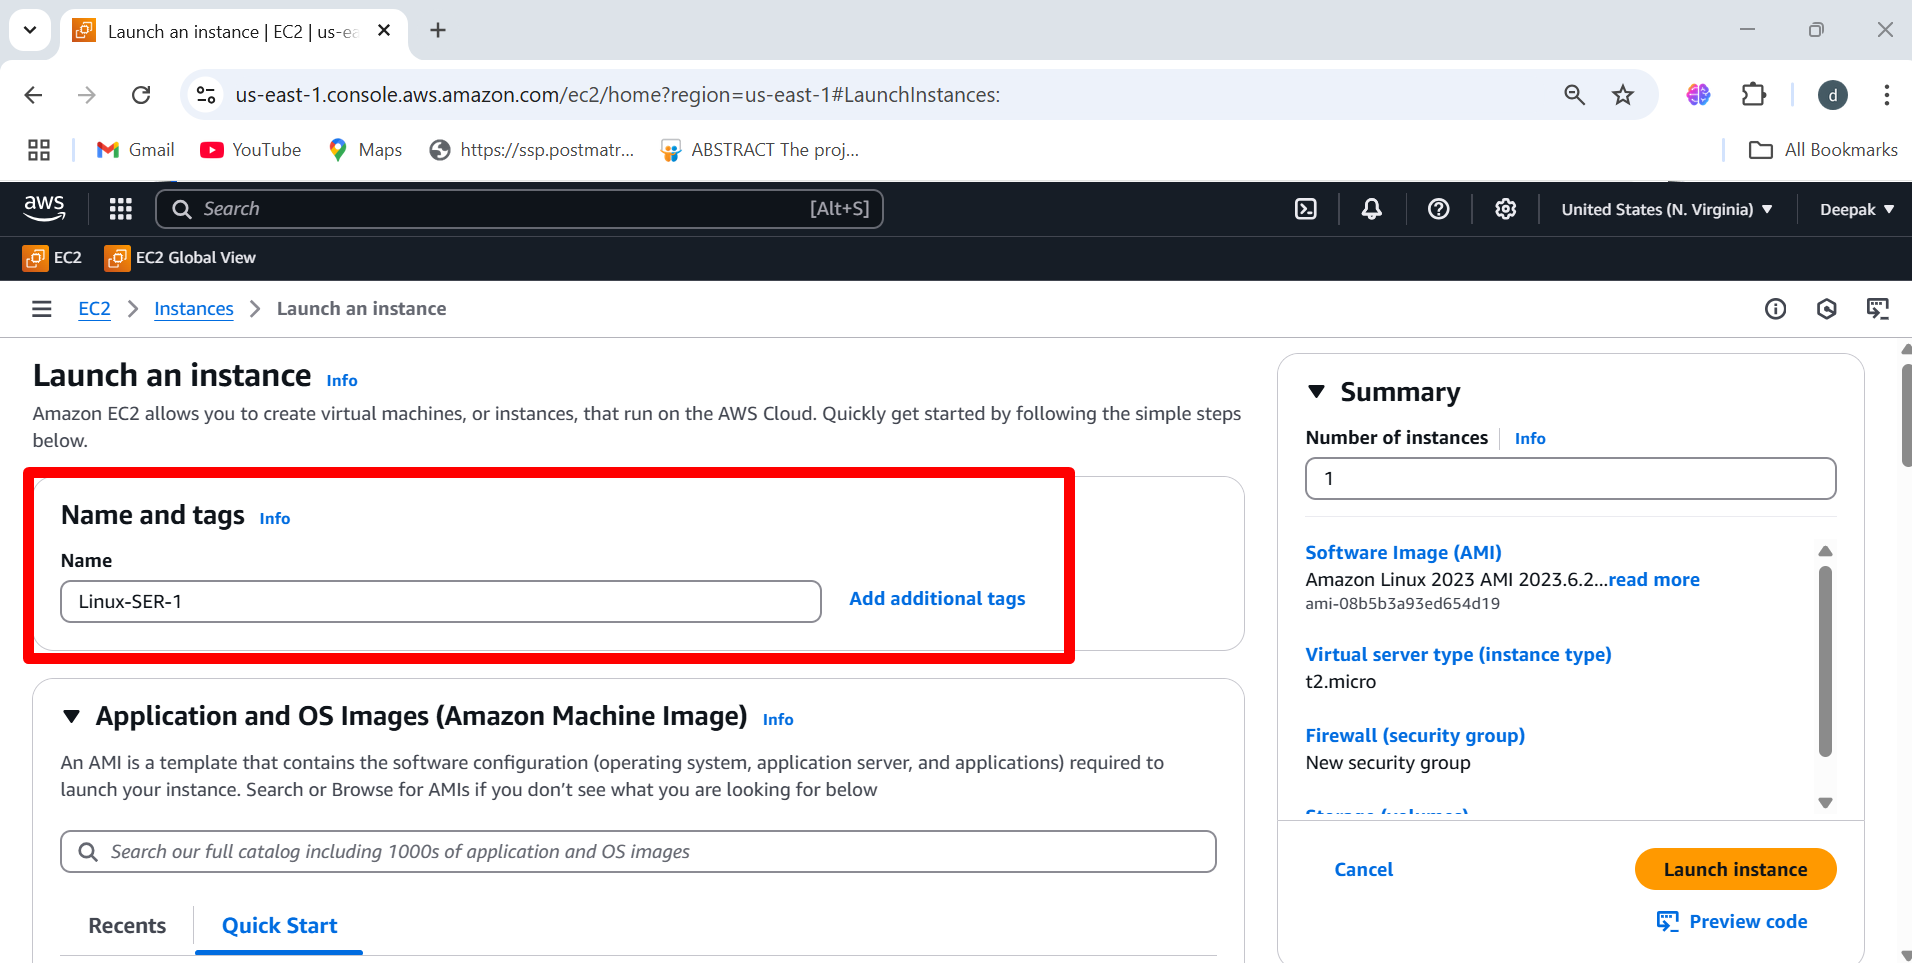 Launch an instance | EC2 | us-ea
us-east-1.console.aws.amazon.com/ec2/home?region=us-east-1#LaunchInstances:
d
Gmail
YouTube
Maps
https://ssp.postmatr...
ABSTRACT The proj...
All Bookmarks
aws
Search
[Alt+S]
United States (N. Virginia)
Deepak
EC2
EC2 Global View
EC2
Instances
Launch an instance
Launch an instance Info
Amazon EC2 allows you to create virtual machines, or instances, that run on the AWS Cloud. Quickly get started by following the simple steps
below.
Name and tags Info
Name
Linux-SER-1
Add additional tags
Application and OS Images (Amazon Machine Image) Info
An AMI is a template that contains the software configuration (operating system, application server, and applications) required to
launch your instance. Search or Browse for AMIs if you don’t see what you are looking for below
Search our full catalog including 1000s of application and OS images
Recents
Quick Start
Summary
Number of instances Info
1
Software Image (AMI)
Amazon Linux 2023 AMI 2023.6.2...read more
ami-08b5b3a93ed654d19
Virtual server type (instance type)
t2.micro
Firewall (security group)
New security group
Storage (volumes)
Cancel
Launch instance
Preview code